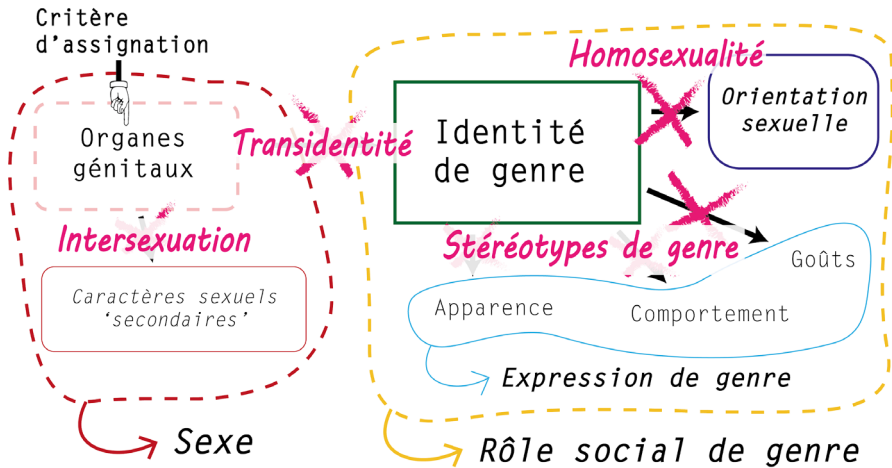 Critère
d'assignation
Organes
génitaux
Intersexuation
Caractères sexuels
'secondaires'
Sexe
Transidentité
Identité
de genre
Homosexualité
Orientation
sexuelle
Stéréotypes de genre
Goûts
Apparence
Comportement
Expression de genre
Rôle social de genre